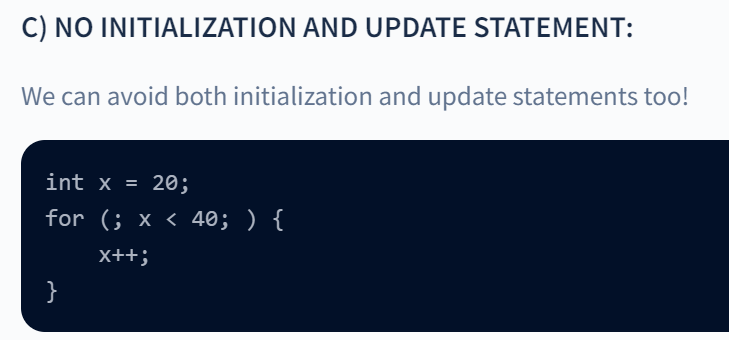 C) NO INITIALIZATION AND UPDATE STATEMENT:
We can avoid both initialization and update statements too!
int x = 20;
for (; x < 40; ) {
    x++;
}